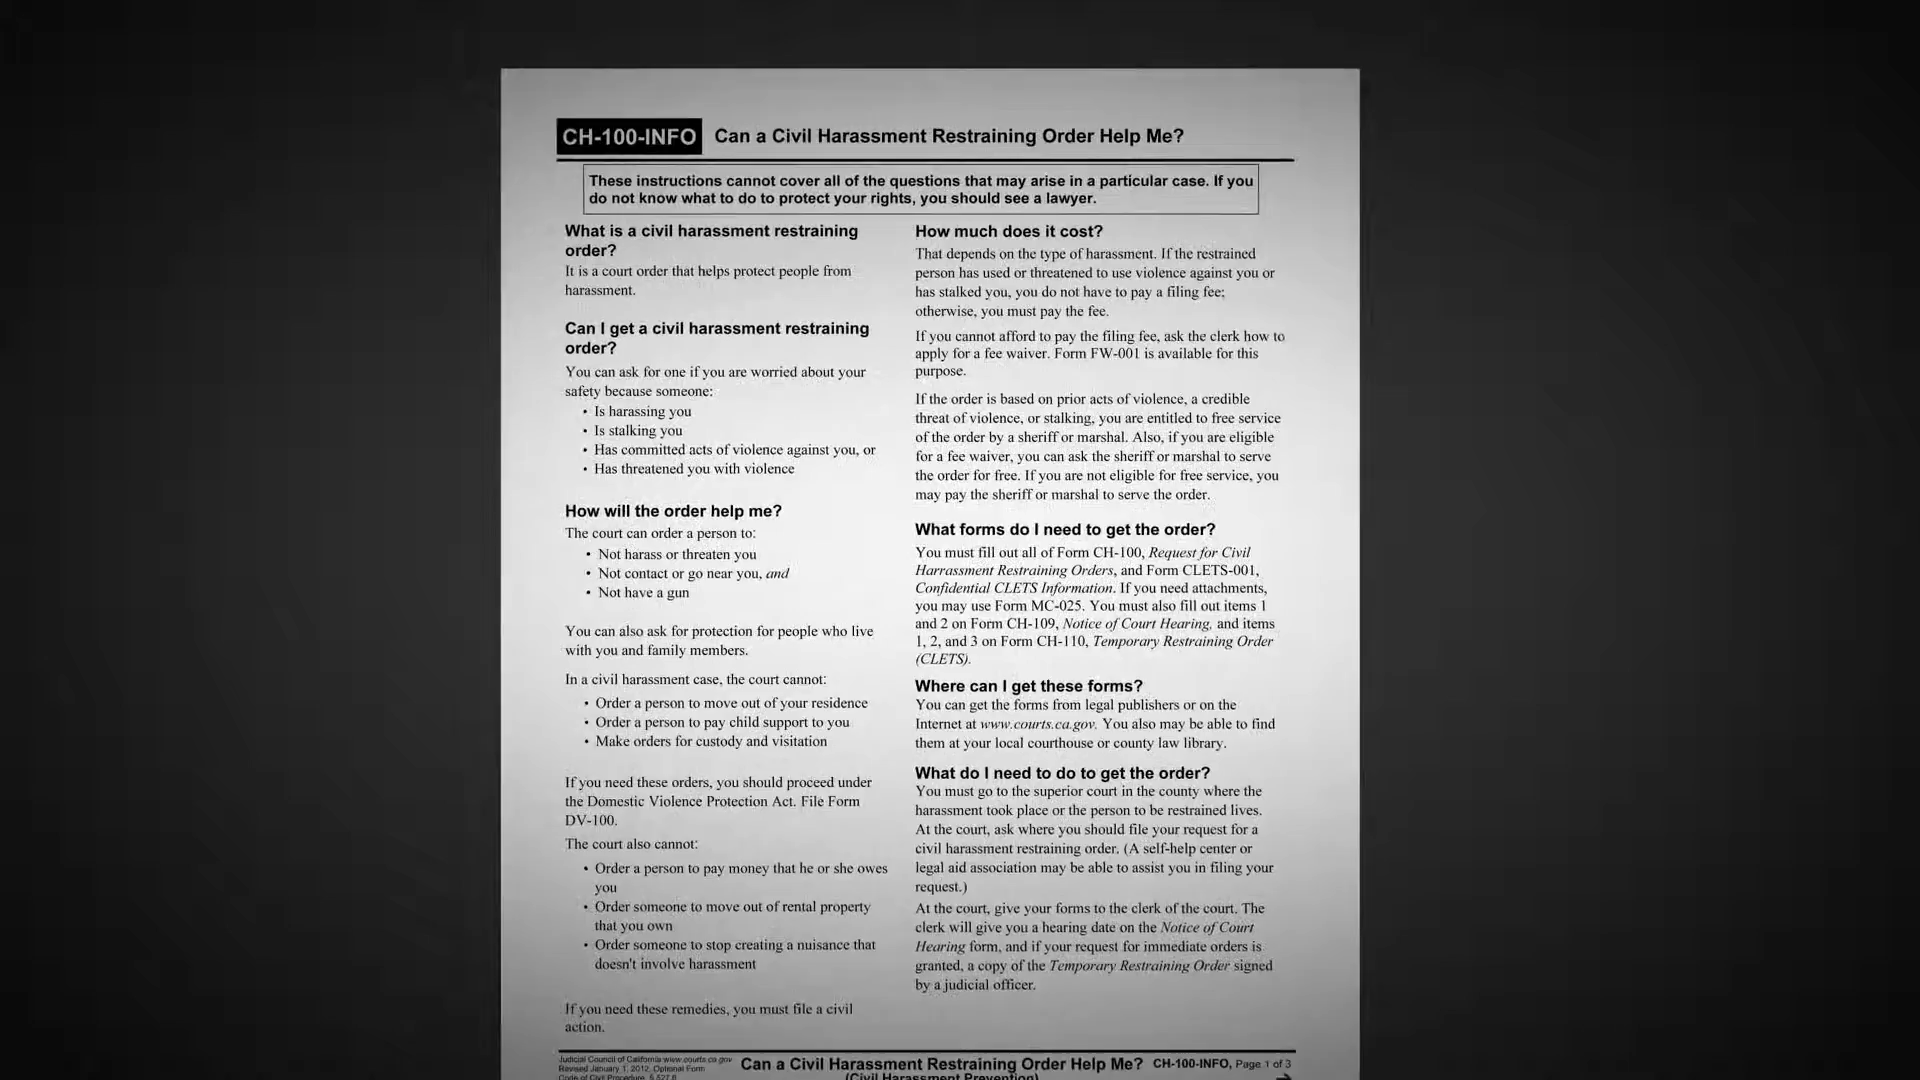 CH-100-INFO Can a Civil Harassment Restraining Order Help Me?
These instructions cannot cover all of the questions that may arise in a particular case. If you
do not know what to do to protect your rights, you should see a lawyer.
What is a civil harassment restraining
order?
It is a court order that helps protect people from
harassment.
Can I get a civil harassment restraining
order?
You can ask for one if you are worried about your
safety because someone:
• Is harassing you
• Is stalking you
• Has committed acts of violence against you, or
• Has threatened you with violence
How will the order help me?
The court can order a person to:
• Not harass or threaten you
• Not contact or go near you, and
• Not have a gun
You can also ask for protection for people who live
with you and family members.
In a civil harassment case, the court cannot:
• Order a person to move out of your residence
• Order a person to pay child support to you
• Make orders for custody and visitation
If you need these orders, you should proceed under
the Domestic Violence Protection Act. File Form
DV-100.
The court also cannot:
• Order a person to pay money that he or she owes
you
• Order someone to move out of rental property
that you own
• Order someone to stop creating a nuisance that
doesn't involve harassment
If you need these remedies, you must file a civil
action.
How much does it cost?
That depends on the type of harassment. If the restrained
person has used or threatened to use violence against you or
has stalked you, you do not have to pay a filing fee;
otherwise, you must pay the fee.
If you cannot afford to pay the filing fee, ask the clerk how to
apply for a fee waiver. Form FW-001 is available for this
purpose.
If the order is based on prior acts of violence, a credible
threat of violence, or stalking, you are entitled to free service
of the order by a sheriff or marshal. Also, if you are eligible
for a fee waiver, you can ask the sheriff or marshal to serve
the order for free. If you are not eligible for free service, you
may pay the sheriff or marshal to serve the order.
What forms do I need to get the order?
You must fill out all of Form CH-100, Request for Civil
Harrassment Restraining Orders, and Form CLETS-001,
Confidential CLETS Information. If you need attachments,
you may use Form MC-025. You must also fill out items 1
and 2 on Form CH-109, Notice of Court Hearing, and items
1, 2, and 3 on Form CH-110, Temporary Restraining Order
(CLETS).
Where can I get these forms?
You can get the forms from legal publishers or on the
Internet at www.courts.ca.gov. You also may be able to find
them at your local courthouse or county law library.
What do I need to do to get the order?
You must go to the superior court in the county where the
harassment took place or the person to be restrained lives.
At the court, ask where you should file your request for a
civil harassment restraining order. (A self-help center or
legal aid association may be able to assist you in filing your
request.)
At the court, give your forms to the clerk of the court. The
clerk will give you a hearing date on the Notice of Court
Hearing form, and if your request for immediate orders is
granted, a copy of the Temporary Restraining Order signed
by a judicial officer.
Judicial Council of California www.courts.ca.gov
Revised January 1, 2012, Optional Form
Code of Civil Procedure, § 527.6
Can a Civil Harassment Restraining Order Help Me?
(Civil Harassment Prevention)
CH-100-INFO, Page 1 of 3